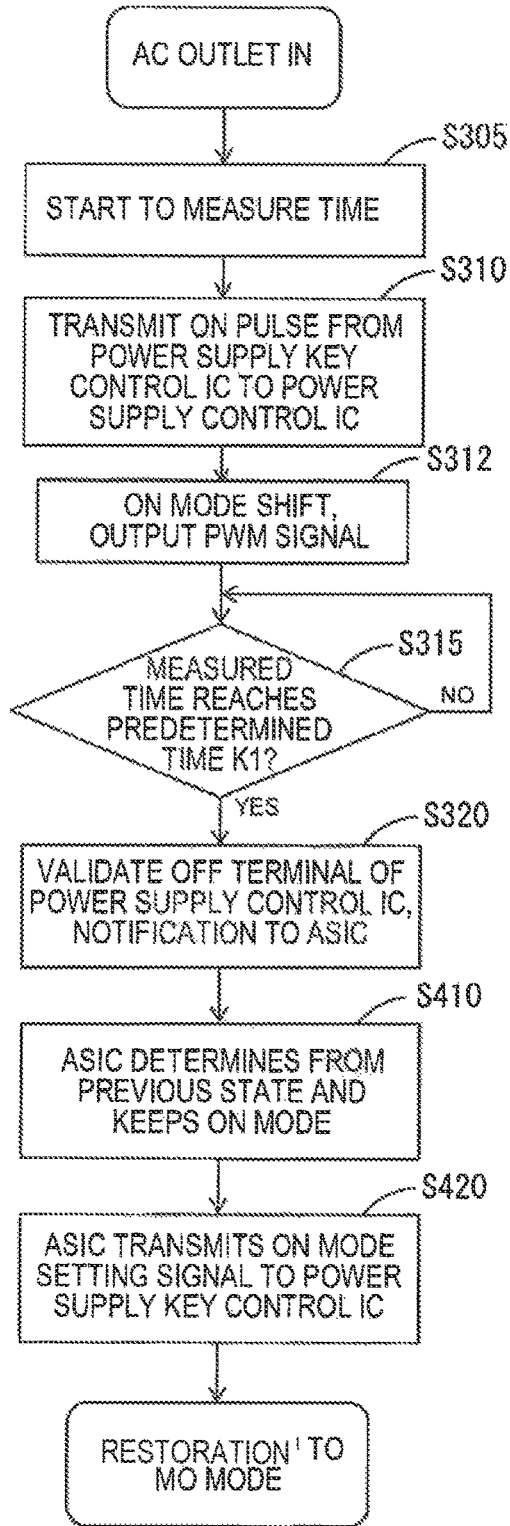 AC OUTLET IN
S305
START TO MEASURE TIME
S310
TRANSMIT ON PULSE FROM
POWER SUPPLY KEY
CONTROL IC TO POWER
SUPPLY CONTROL IC
S312
ON MODE SHIFT,
OUTPUT PWM SIGNAL
S315
MEASURED
TIME REACHES
PREDETERMINED
TIME K1?
NO
YES
S320
VALIDATE OFF TERMINAL OF
POWER SUPPLY CONTROL IC,
NOTIFICATION TO ASIC
S410
ASIC DETERMINES FROM
PREVIOUS STATE AND
KEEPS ON MODE
S420
ASIC TRANSMITS ON MODE
SETTING SIGNAL TO POWER
SUPPLY KEY CONTROL IC
RESTORATION TO
MO MODE